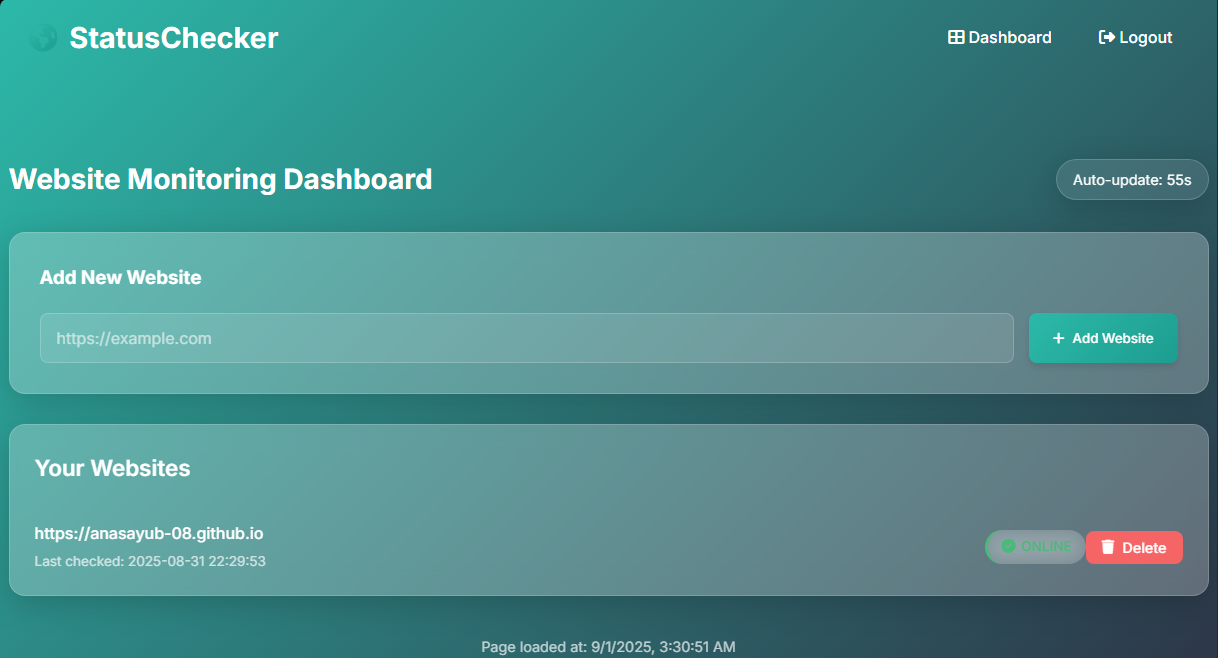 StatusChecker
Dashboard
Logout
Website Monitoring Dashboard
Auto-update: 55s
Add New Website
https://example.com
+ Add Website
Your Websites
https://anasayub-08.github.io
Last checked: 2025-08-31 22:29:53
ONLINE
Delete
Page loaded at: 9/1/2025, 3:30:51 AM